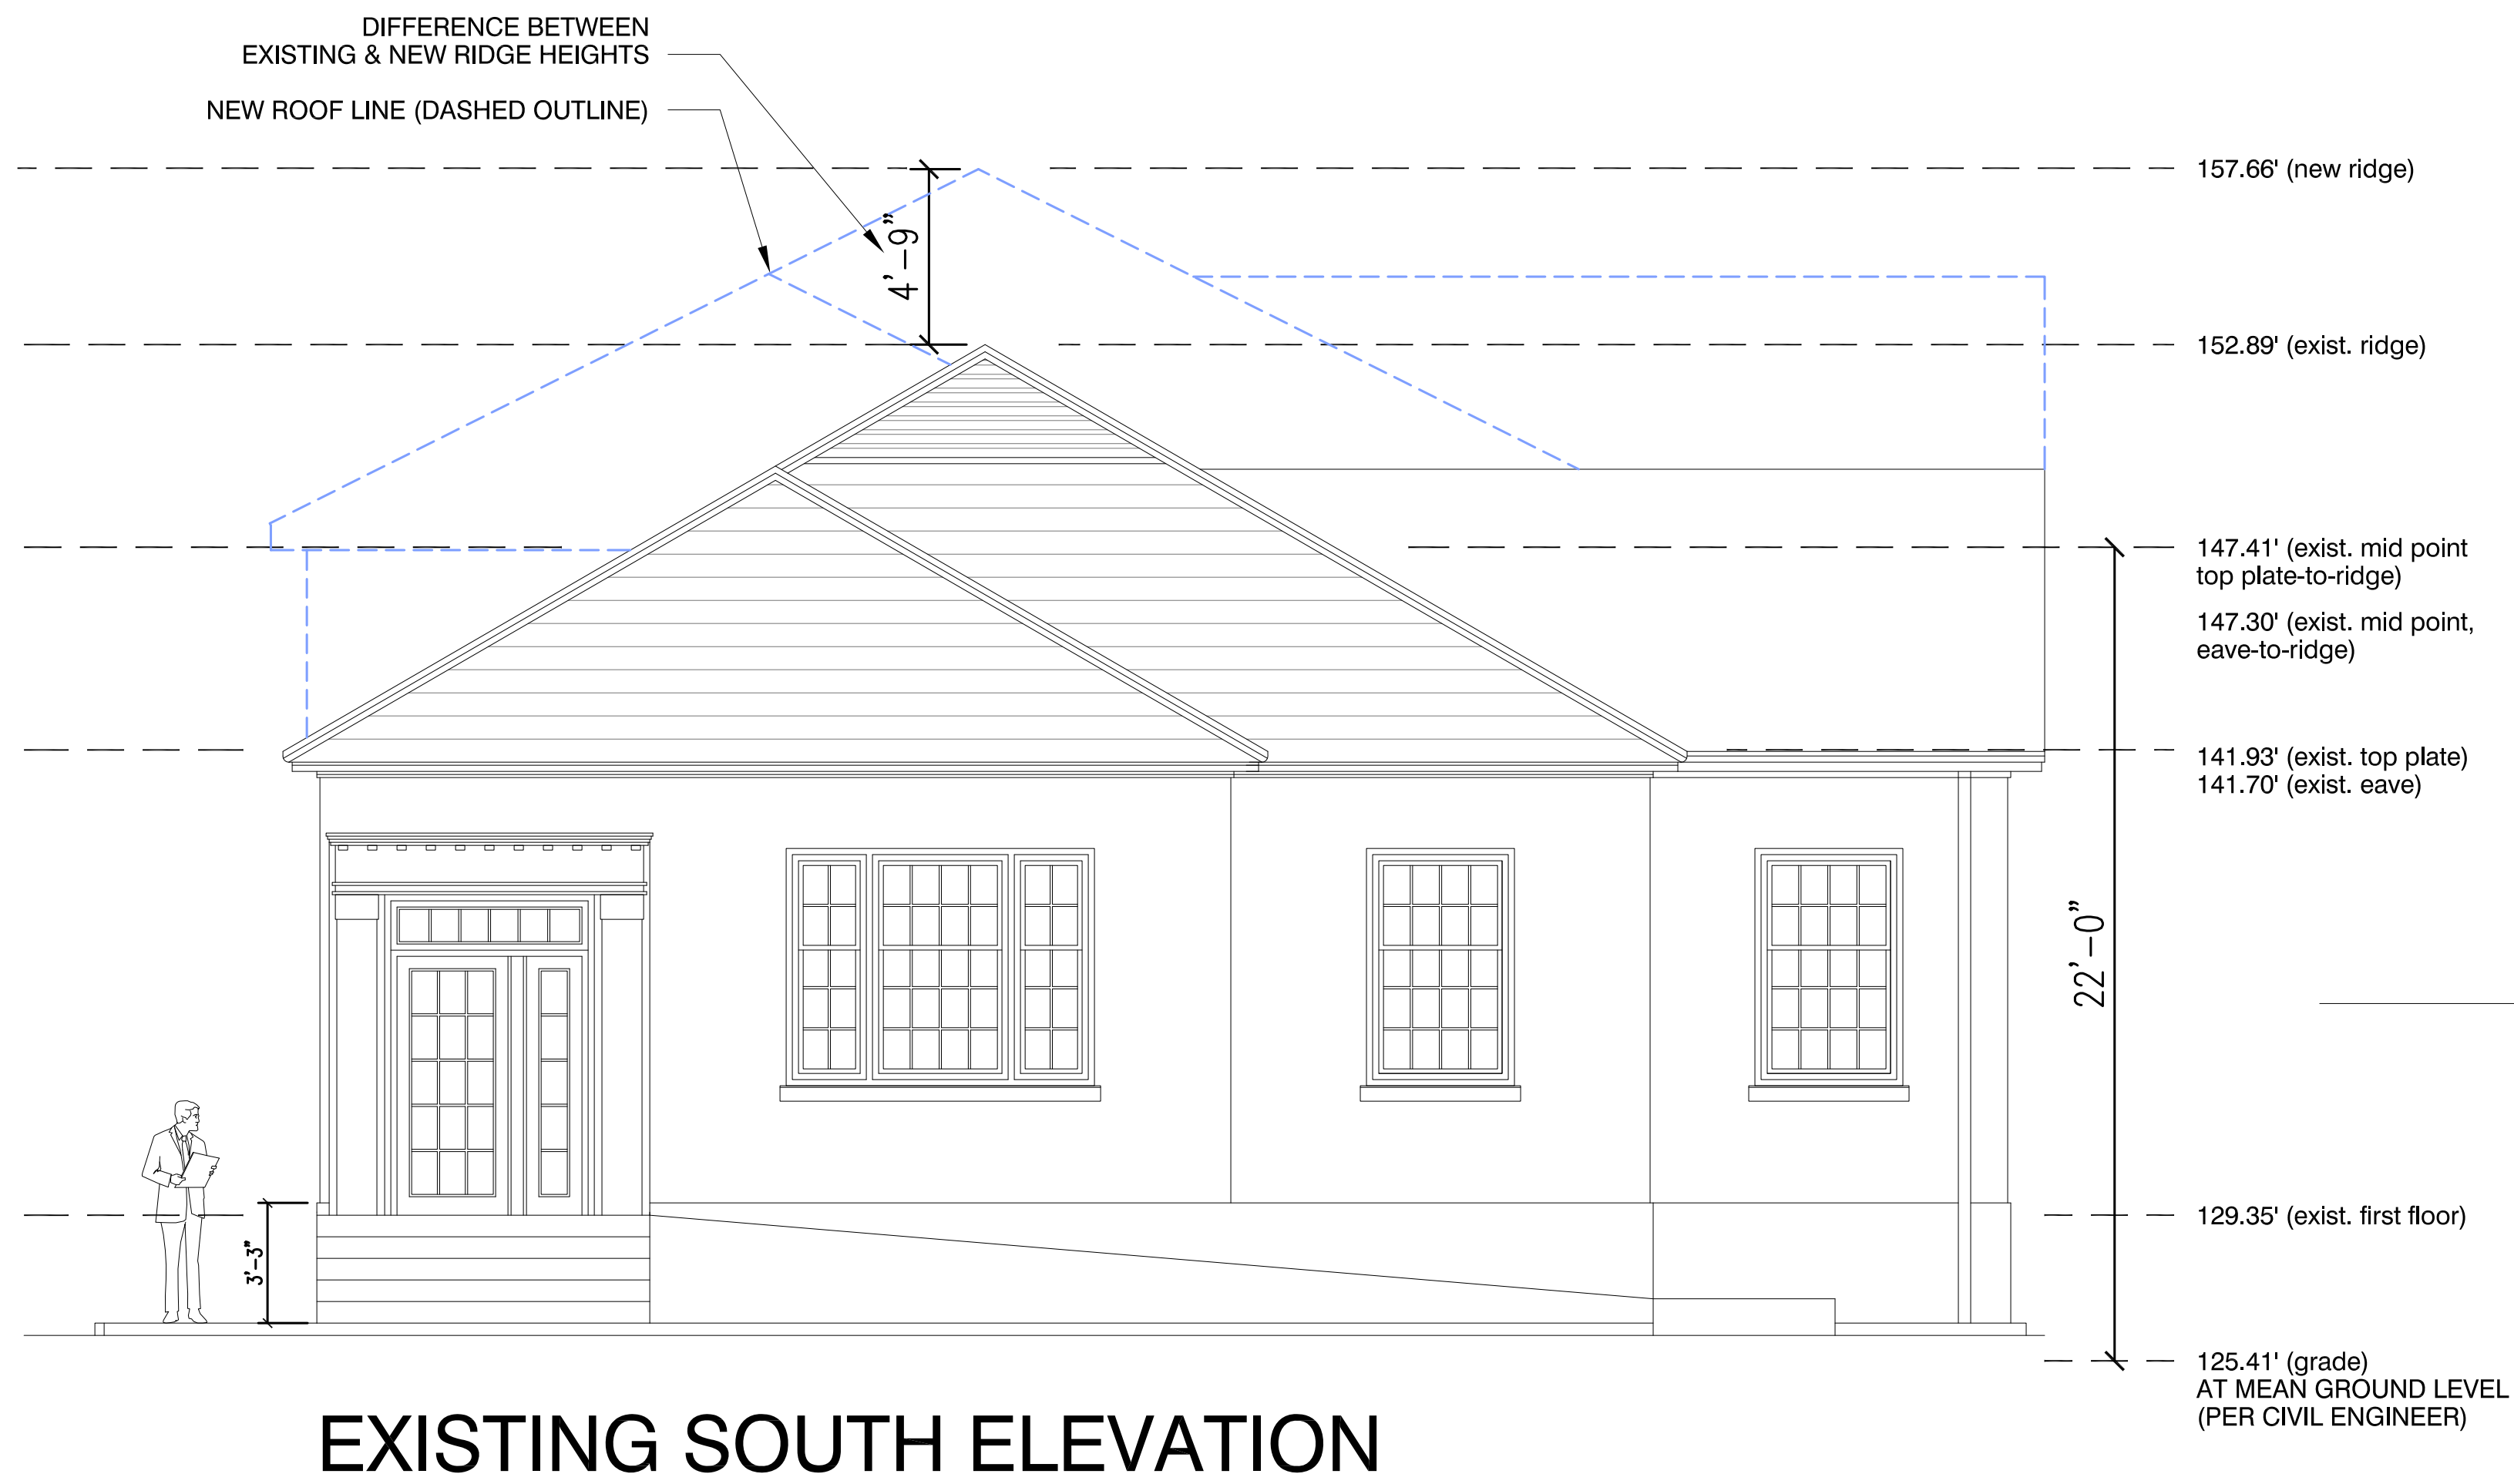 DIFFERENCE BETWEEN
EXISTING & NEW RIDGE HEIGHTS
NEW ROOF LINE (DASHED OUTLINE)
157.66' (new ridge)
4'-9"
152.89' (exist. ridge)
147.41' (exist. mid point
top plate-to-ridge)
147.30' (exist. mid point,
eave-to-ridge)
141.93' (exist. top plate)
141.70' (exist. eave)
22'-0"
129.35' (exist. first floor)
3'-3"
125.41' (grade)
AT MEAN GROUND LEVEL
(PER CIVIL ENGINEER)
EXISTING SOUTH ELEVATION